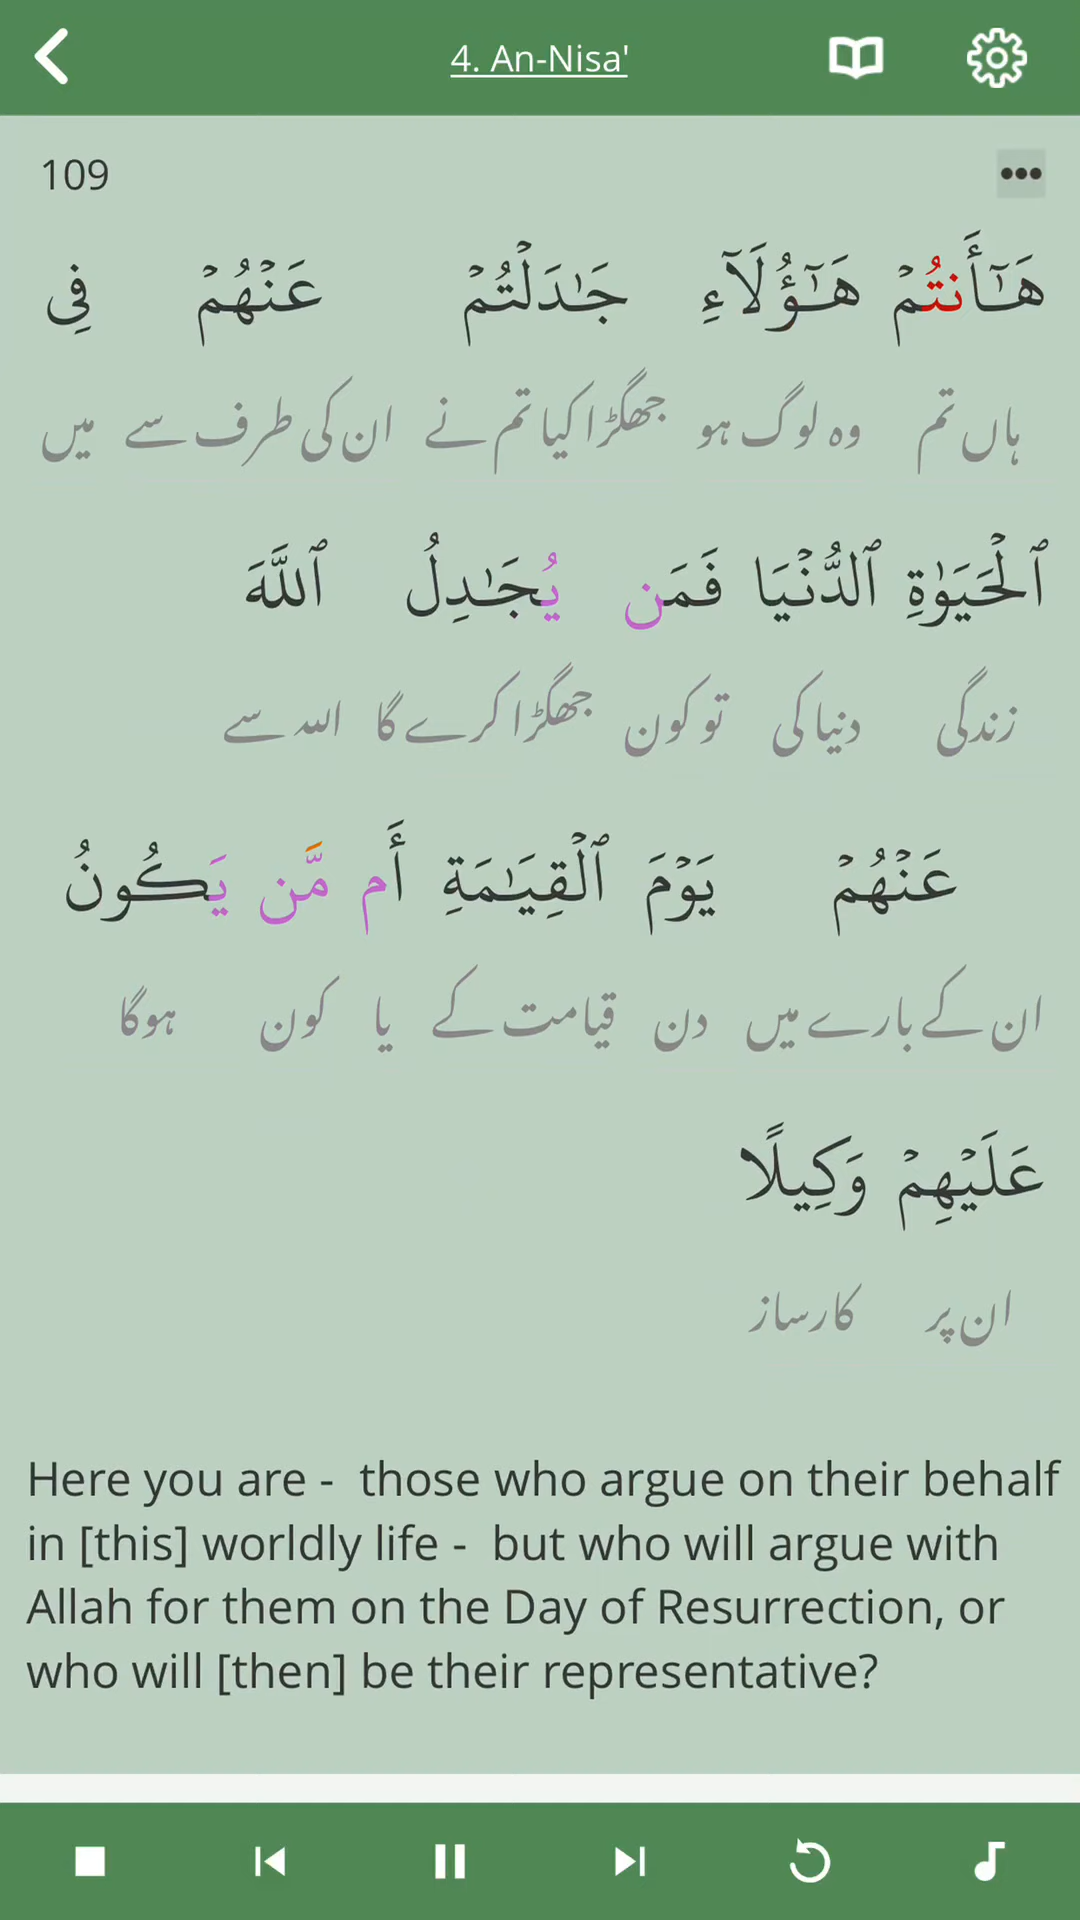 4. An-Nisa'
109
هَـٰٓأَنتُمْ هَـٰٓؤُلَآءِ جَـٰدَلْتُمْ عَنْهُمْ فِى
ہاں تم وہ لوگ ہو جھگڑا کیا تم نے ان کی طرف سے میں
ٱلْحَيَوٰةِ ٱلدُّنْيَا فَمَن يُجَـٰدِلُ ٱللَّهَ
زندگی دنیا کی تو کون جھگڑا کرے گا اللہ سے
عَنْهُمْ يَوْمَ ٱلْقِيَـٰمَةِ أَم مَّن يَكُونُ
ان کے بارے میں دن قیامت کے یا کون ہوگا
عَلَيْهِمْ وَكِيلًا
ان پر کارساز
Here you are - those who argue on their behalf
in [this] worldly life - but who will argue with
Allah for them on the Day of Resurrection, or
who will [then] be their representative?